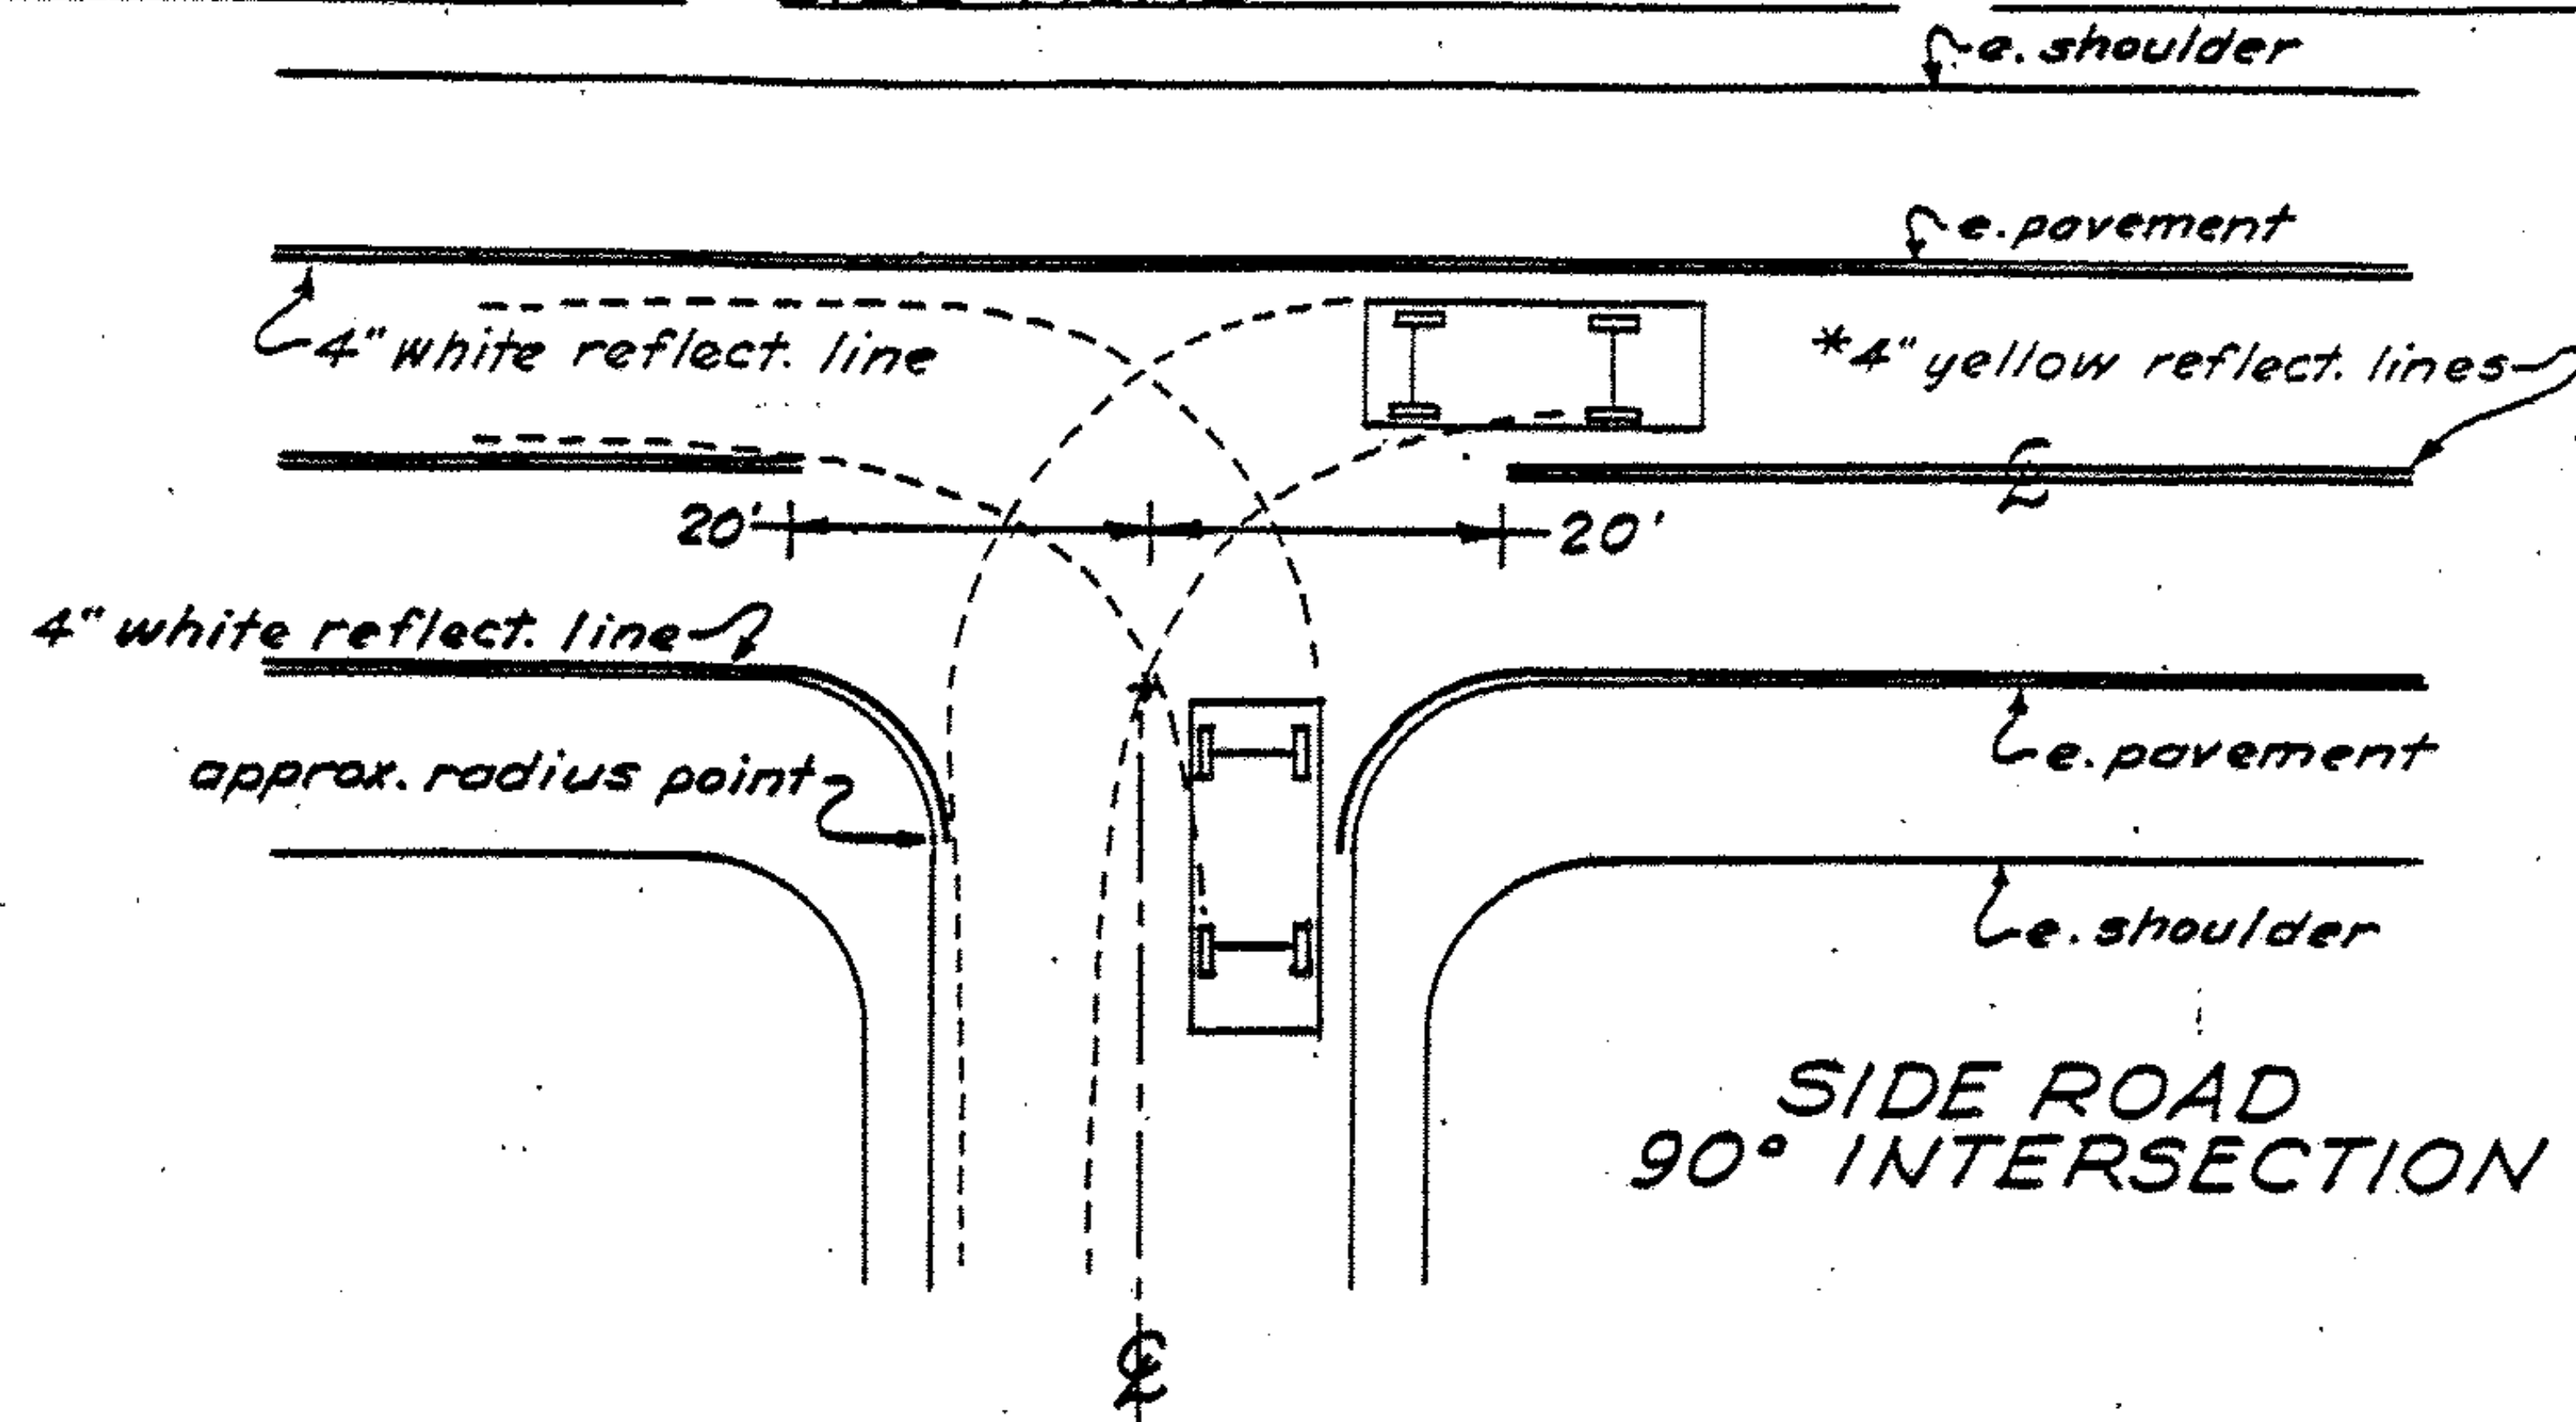 e. shoulder
e. pavement
4" white reflect. line
*4" yellow reflect. lines
℄
20'
20'
4" white reflect. line
e. pavement
approx. radius point
e. shoulder
SIDE ROAD
90° INTERSECTION
℄